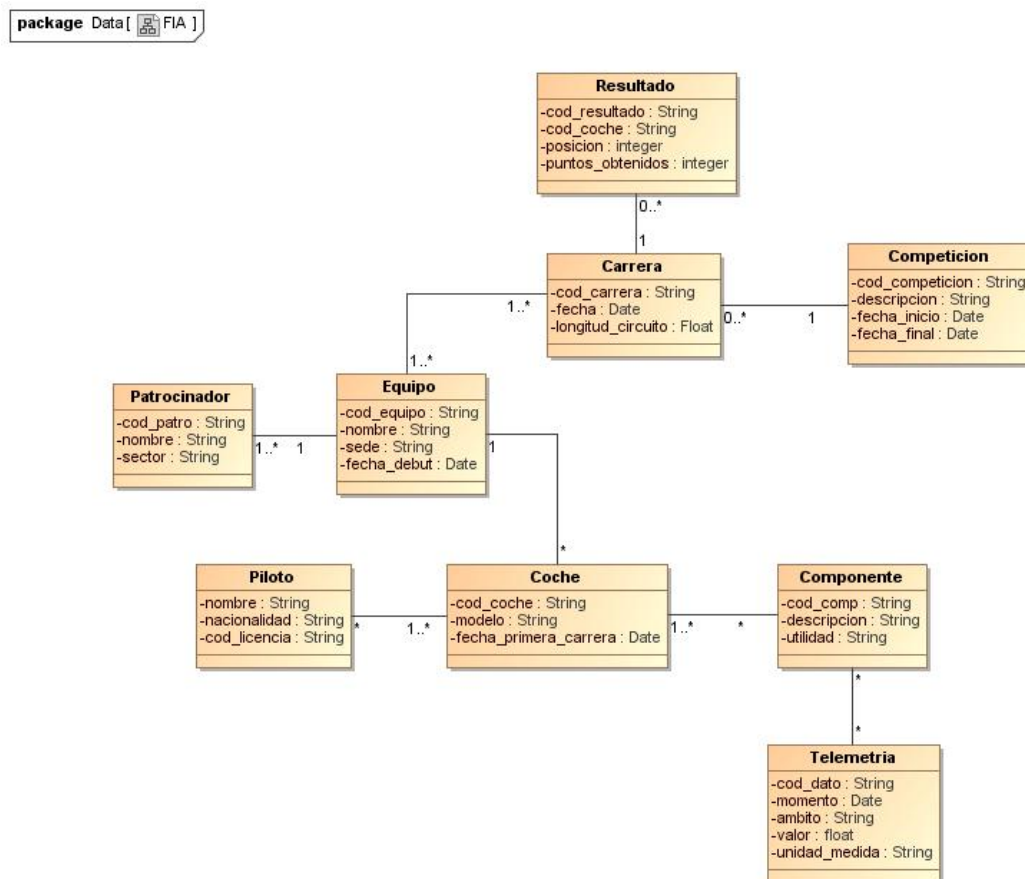 package Data [ FIA ]
Resultado
-cod_resultado : String
-cod_coche : String
-posicion : integer
-puntos_obtenidos : integer
0..*
1
Carrera
-cod_carrera : String
-fecha : Date
-longitud_circuito : Float
Competicion
-cod_competicion : String
-descripcion : String
-fecha_inicio : Date
-fecha_final : Date
0..*
1
1..*
1..*
Patrocinador
-cod_patro : String
-nombre : String
-sector : String
Equipo
-cod_equipo : String
-nombre : String
-sede : String
-fecha_debut : Date
1..*
1
1
*
Piloto
-nombre : String
-nacionalidad : String
-cod_licencia : String
Coche
-cod_coche : String
-modelo : String
-fecha_primera_carrera : Date
Componente
-cod_comp : String
-descripcion : String
-utilidad : String
*
1..*
1..*
*
*
*
Telemetria
-cod_dato : String
-momento : Date
-ambito : String
-valor : float
-unidad_medida : String